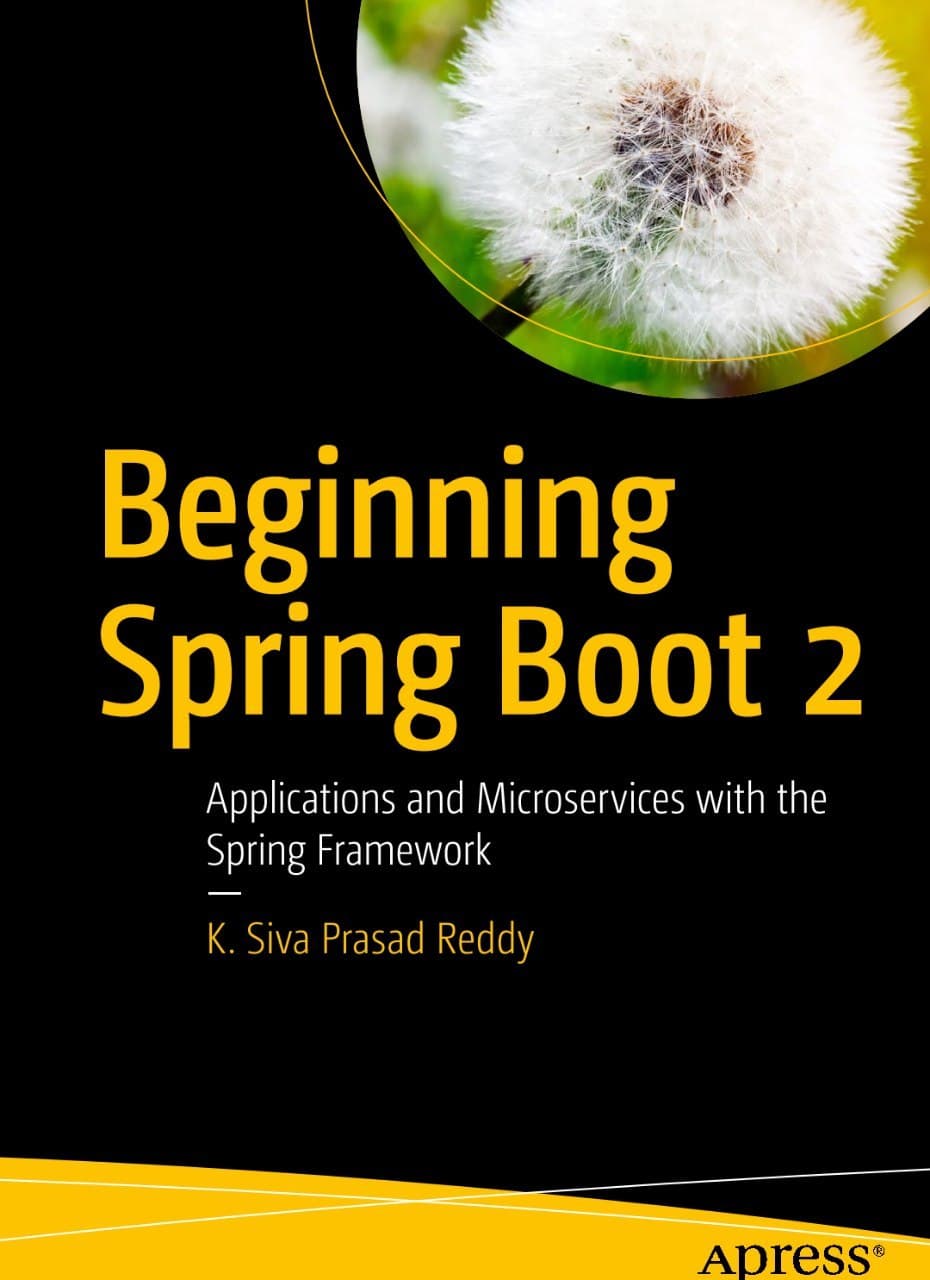 Beginning
Spring Boot 2
Applications and Microservices with the
Spring Framework
K. Siva Prasad Reddy
Apress®